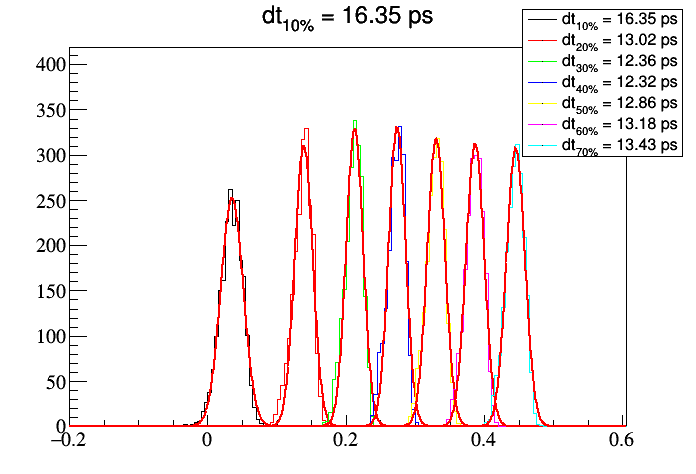 dt10% = 16.35 ps
dt10% = 16.35 ps
dt20% = 13.02 ps
dt30% = 12.36 ps
dt40% = 12.32 ps
dt50% = 12.86 ps
dt60% = 13.18 ps
dt70% = 13.43 ps
400
350
300
250
200
150
100
50
0
−0.2 0 0.2 0.4 0.6